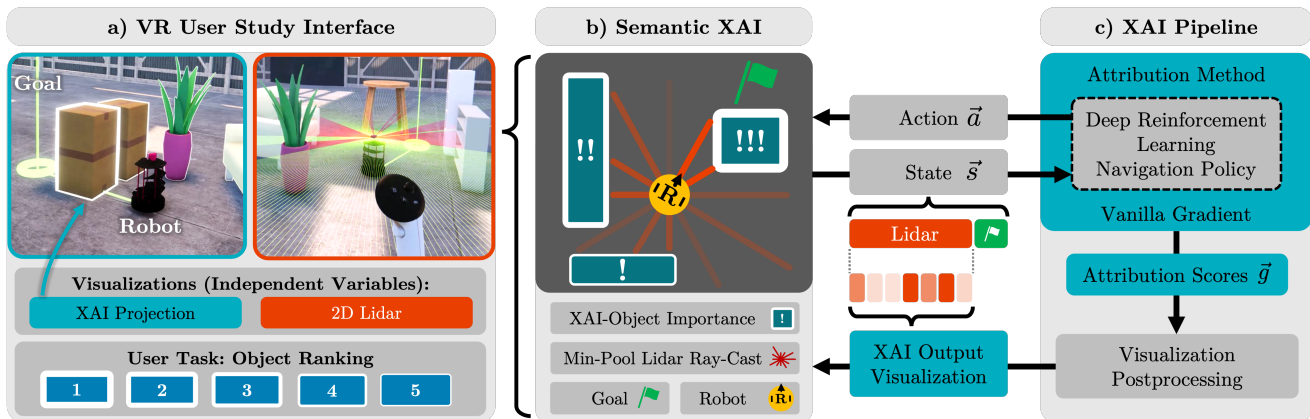 a) VR User Study Interface
Goal
Robot
Visualizations (Independent Variables):
XAI Projection
2D Lidar
User Task: Object Ranking
1
2
3
4
5
b) Semantic XAI
!!
!!!
R
!
XAI-Object Importance
!
Min-Pool Lidar Ray-Cast
Goal
Robot
R
Action a⃗
State s⃗
Lidar
XAI Output
Visualization
c) XAI Pipeline
Attribution Method
Deep Reinforcement
Learning
Navigation Policy
Vanilla Gradient
Attribution Scores g⃗
Visualization
Postprocessing